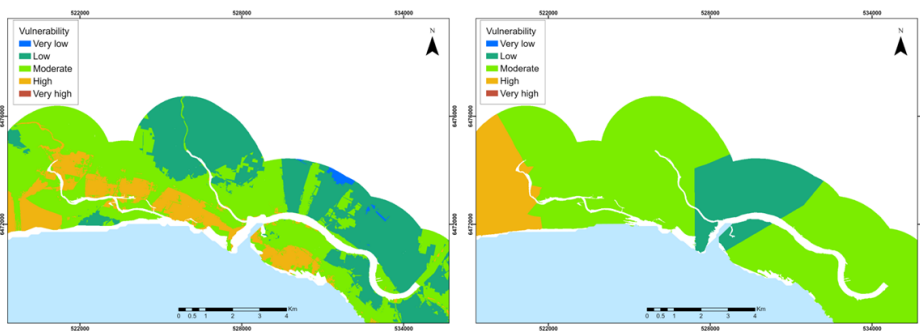 522000 528000 534000
Vulnerability
Very low
Low
Moderate
High
Very high
N
6476000
6472000
0 0.5 1 2 3 4 Km
522000 528000 534000
522000 528000 534000
Vulnerability
Very low
Low
Moderate
High
Very high
N
6476000
6472000
0 0.5 1 2 3 4 Km
522000 528000 534000